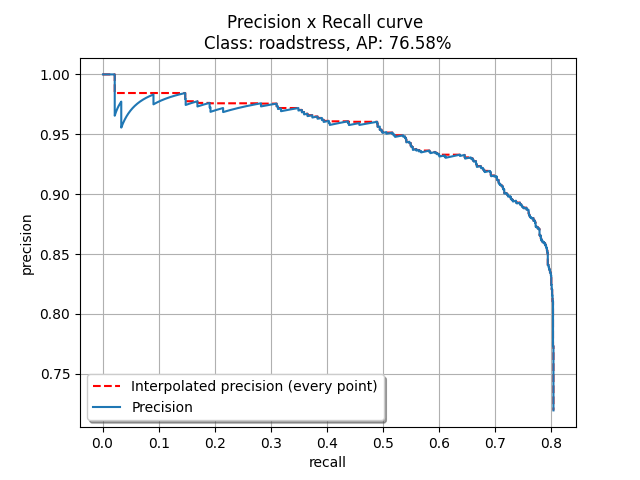 Precision x Recall curve
Class: roadstress, AP: 76.58%
1.00
0.95
0.90
0.85
0.80
0.75
precision
Interpolated precision (every point)
Precision
0.0 0.1 0.2 0.3 0.4 0.5 0.6 0.7 0.8
recall